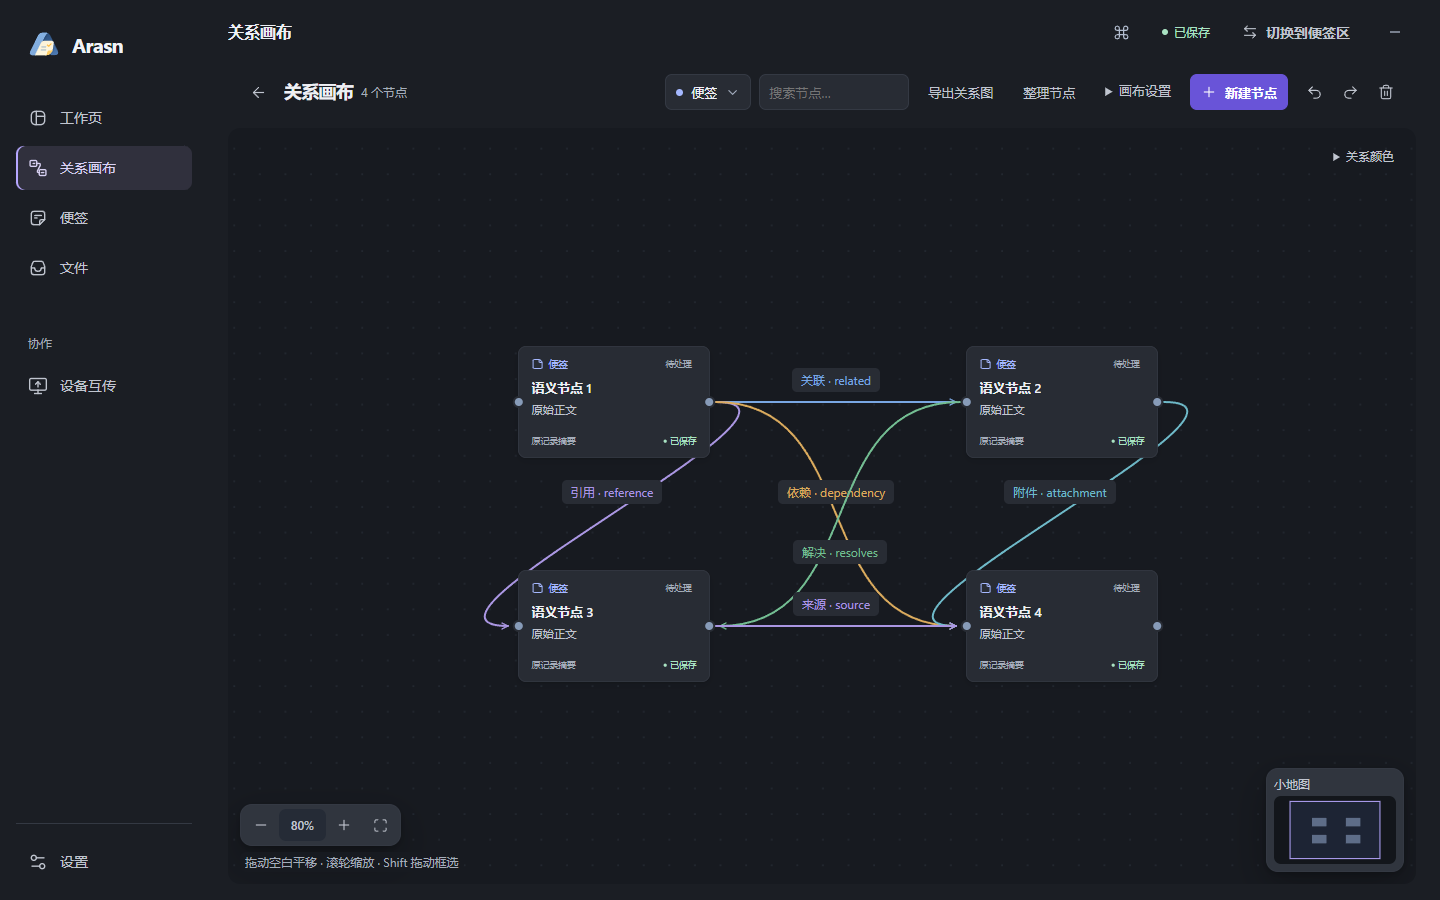 Arasn
工作页
关系画布
便签
文件
协作
设备互传
设置
关系画布
已保存
切换到便签区
关系画布
4 个节点
便签
搜索节点...
导出关系图
整理节点
画布设置
新建节点
关系颜色
便签
待处理
语义节点 1
原始正文
原记录摘要
已保存
关联 · related
便签
待处理
语义节点 2
原始正文
原记录摘要
已保存
引用 · reference
依赖 · dependency
附件 · attachment
解决 · resolves
便签
待处理
语义节点 3
原始正文
原记录摘要
已保存
来源 · source
便签
待处理
语义节点 4
原始正文
原记录摘要
已保存
80%
拖动空白平移 · 滚轮缩放 · Shift 拖动框选
小地图